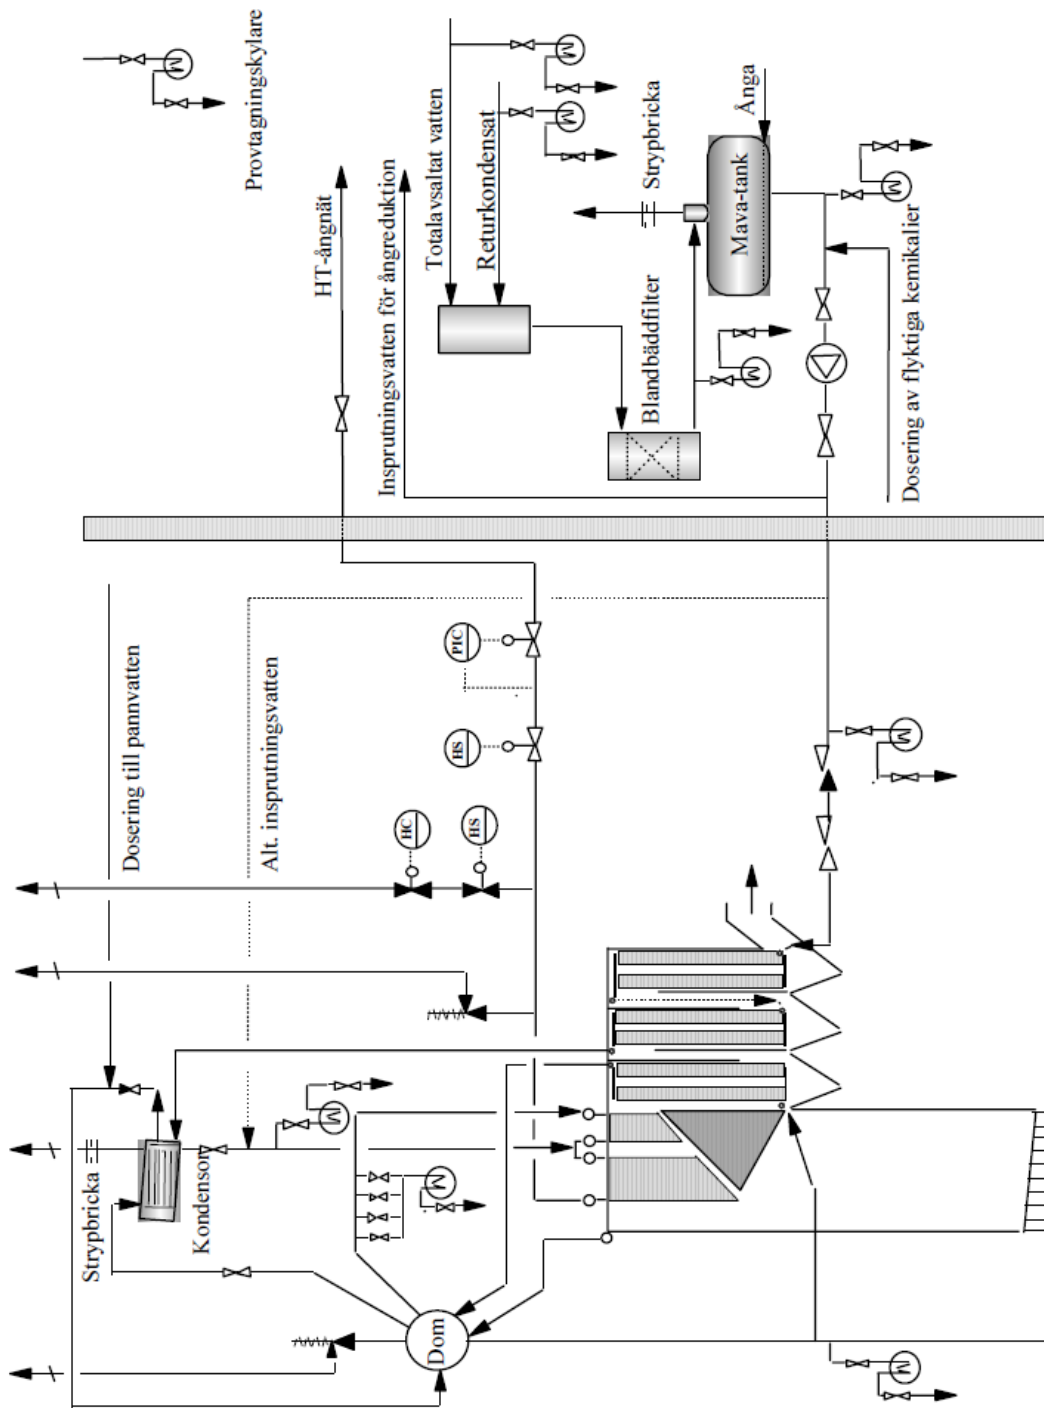 Provtagningskylare
HT-ångnät
Insprutningsvatten för ångreduktion
Totalavsaltat vatten
Returkondensat
Strypbricka
Ånga
Mava-tank
Blandbäddfilter
Dosering av flyktiga kemikalier
Dosering till pannvatten
Alt. insprutningsvatten
PIC
HS
HC
HS
Strypbricka
Kondensor
Dom
M
M
M
M
M
M
M
M
M